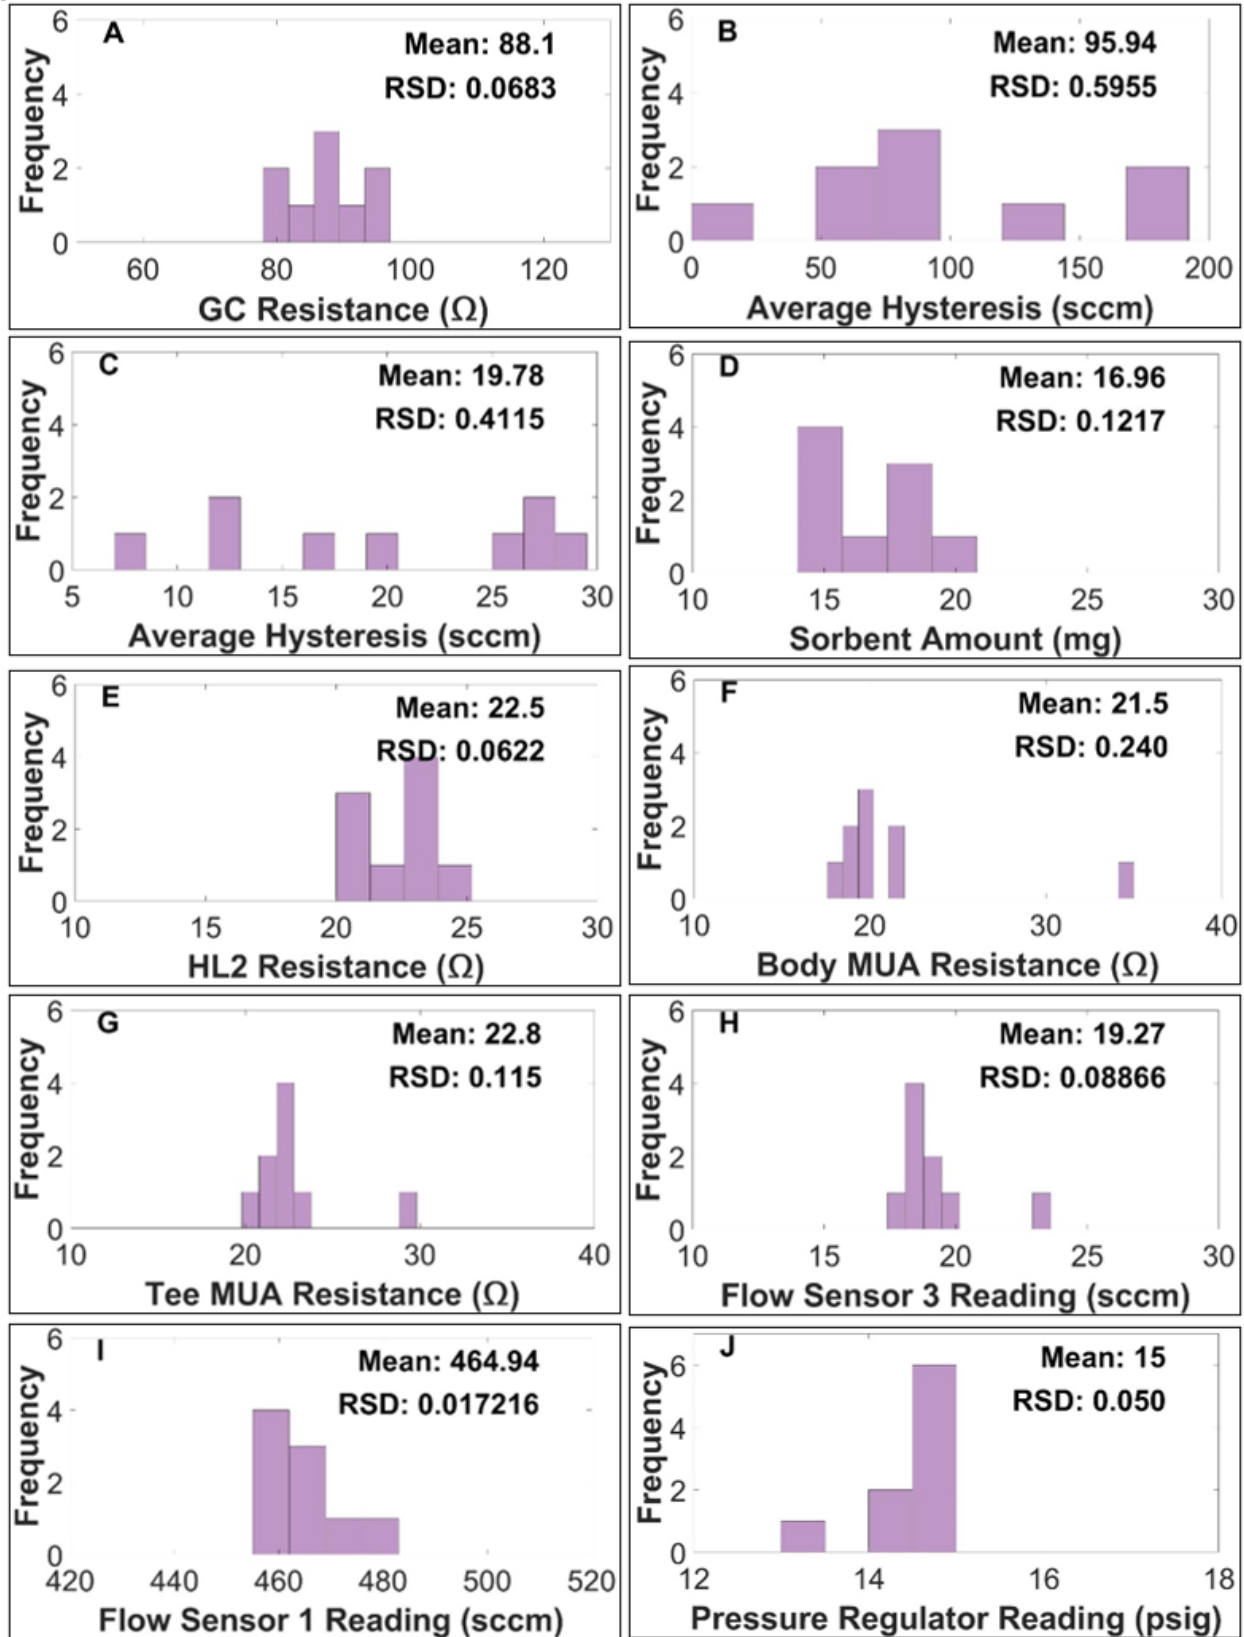 A
Mean: 88.1
RSD: 0.0683
Frequency
6
4
2
0
60 80 100 120
GC Resistance (Ω)
B
Mean: 95.94
RSD: 0.5955
Frequency
6
4
2
0
0 50 100 150 200
Average Hysteresis (sccm)
C
Mean: 19.78
RSD: 0.4115
Frequency
6
4
2
0
5 10 15 20 25 30
Average Hysteresis (sccm)
D
Mean: 16.96
RSD: 0.1217
Frequency
6
4
2
0
10 15 20 25 30
Sorbent Amount (mg)
E
Mean: 22.5
RSD: 0.0622
Frequency
6
4
2
0
10 15 20 25 30
HL2 Resistance (Ω)
F
Mean: 21.5
RSD: 0.240
Frequency
6
4
2
0
10 20 30 40
Body MUA Resistance (Ω)
G
Mean: 22.8
RSD: 0.115
Frequency
6
4
2
0
10 20 30 40
Tee MUA Resistance (Ω)
H
Mean: 19.27
RSD: 0.08866
Frequency
6
4
2
0
10 15 20 25 30
Flow Sensor 3 Reading (sccm)
I
Mean: 464.94
RSD: 0.017216
Frequency
6
4
2
0
420 440 460 480 500 520
Flow Sensor 1 Reading (sccm)
J
Mean: 15
RSD: 0.050
Frequency
6
4
2
0
12 14 16 18
Pressure Regulator Reading (psig)